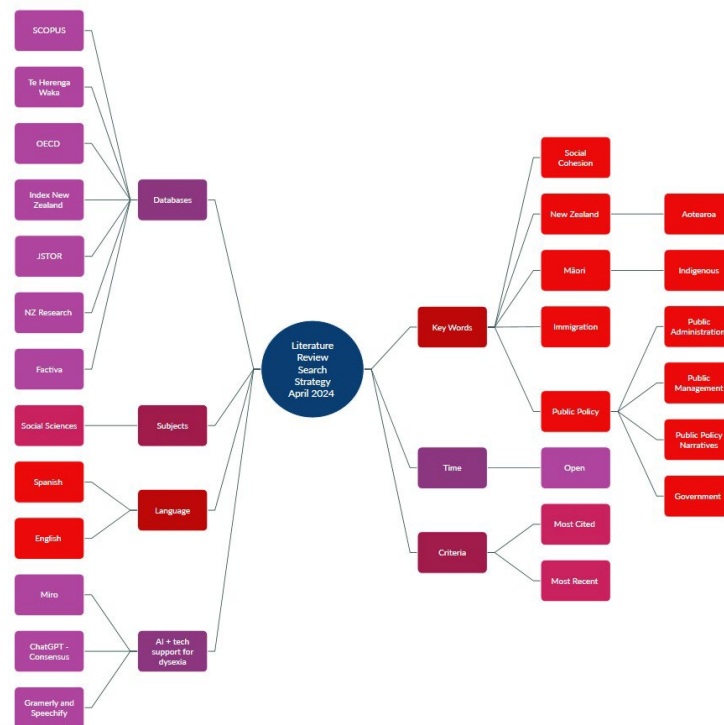 SCOPUS
Te Herenga
Waka
OECD
Index New
Zealand
JSTOR
NZ Research
Factiva
Databases
Social Sciences
Subjects
Spanish
English
Language
Miro
ChatGPT -
Consensus
Gramerly and
Speechify
AI + tech
support for
dysexia
Literature
Review
Search
Strategy
April 2024
Key Words
Social
Cohesion
New Zealand
Aotearoa
Māori
Indigenous
Immigration
Public Policy
Public
Administration
Public
Management
Public Policy
Narratives
Government
Time
Open
Criteria
Most Cited
Most Recent